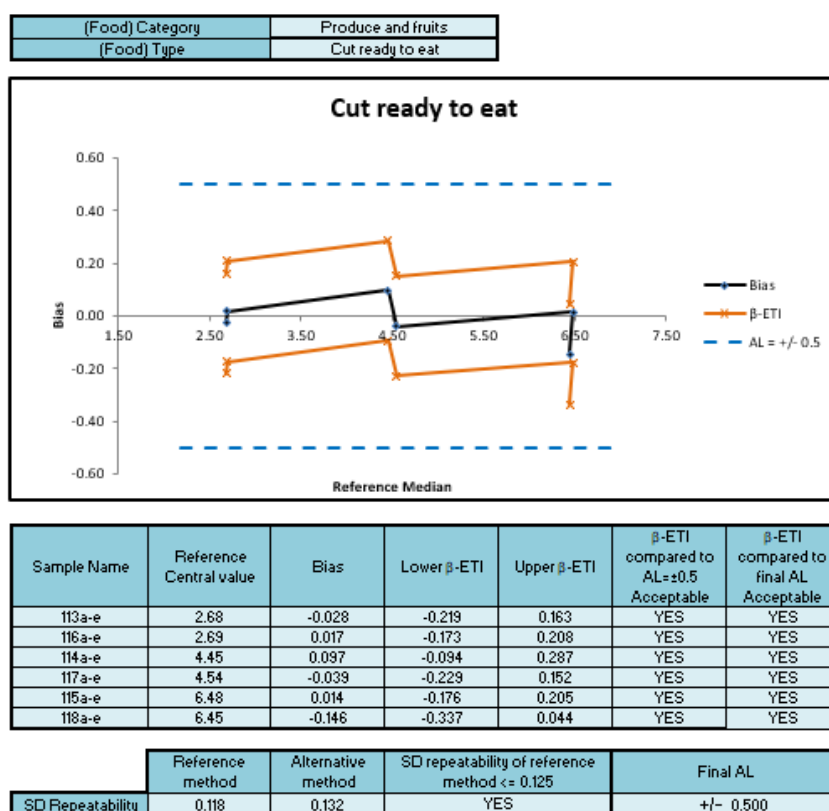 (Food) Category Produce and fruits
(Food) Type Cut ready to eat
Cut ready to eat
0.60
0.40
0.20
0.00
-0.20
-0.40
-0.60
1.50 2.50 3.50 4.50 5.50 6.50 7.50
Bias
Reference Median
Bias
β-ETI
AL = +/- 0.5
Sample Name Reference Central value Bias Lower β-ETI Upper β-ETI β-ETI compared to AL=±0.5 Acceptable β-ETI compared to final AL Acceptable
113a-e 2.68 -0.028 -0.219 0.163 YES YES
116a-e 2.69 0.017 -0.173 0.208 YES YES
114a-e 4.45 0.097 -0.094 0.287 YES YES
117a-e 4.54 -0.039 -0.229 0.152 YES YES
115a-e 6.48 0.014 -0.176 0.205 YES YES
118a-e 6.45 -0.146 -0.337 0.044 YES YES
Reference method Alternative method SD repeatability of reference method <= 0.125 Final AL
SD Repeatability 0.118 0.132 YES +/- 0.500